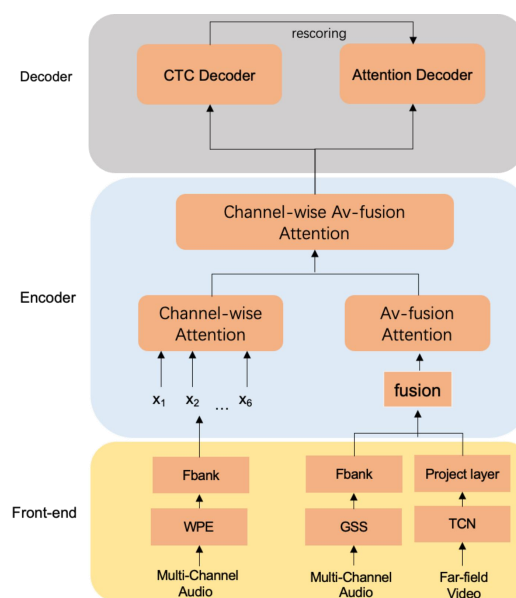 rescoring
Decoder
CTC Decoder
Attention Decoder
Channel-wise Av-fusion
Attention
Encoder
Channel-wise
Attention
Av-fusion
Attention
fusion
x₁ x₂ ... x₆
Fbank
Fbank
Project layer
Front-end
WPE
GSS
TCN
Multi-Channel
Audio
Multi-Channel
Audio
Far-field
Video